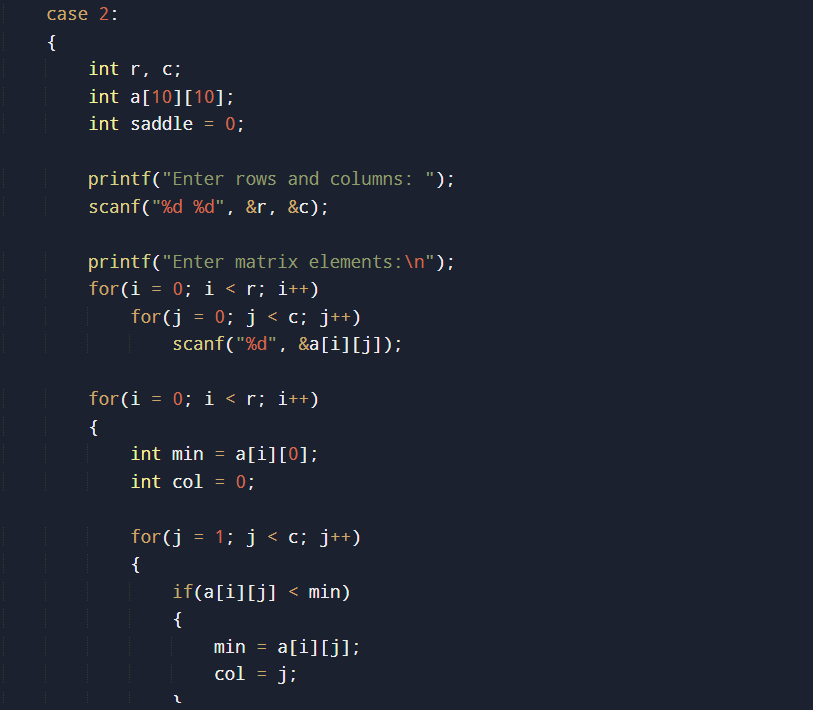 case 2:
{
int r, c;
int a[10][10];
int saddle = 0;
printf("Enter rows and columns: ");
scanf("%d %d", &r, &c);
printf("Enter matrix elements:\n");
for(i = 0; i < r; i++)
for(j = 0; j < c; j++)
scanf("%d", &a[i][j]);
for(i = 0; i < r; i++)
{
int min = a[i][0];
int col = 0;
for(j = 1; j < c; j++)
{
if(a[i][j] < min)
{
min = a[i][j];
col = j;
}